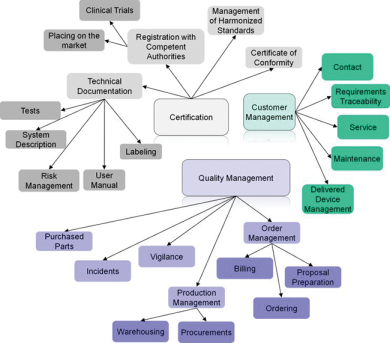 Clinical Trials
Management
of Harmonized
Standards
Placing on the
market
Registration with
Competent
Authorities
Certificate of
Conformity
Technical
Documentation
Contact
Tests
Certification
Customer
Management
Requirements
Traceability
System
Description
Labeling
Service
Risk
Management
User
Manual
Maintenance
Quality Management
Delivered
Device
Management
Purchased
Parts
Order
Management
Incidents
Vigilance
Billing
Proposal
Preparation
Production
Management
Ordering
Warehousing
Procurements